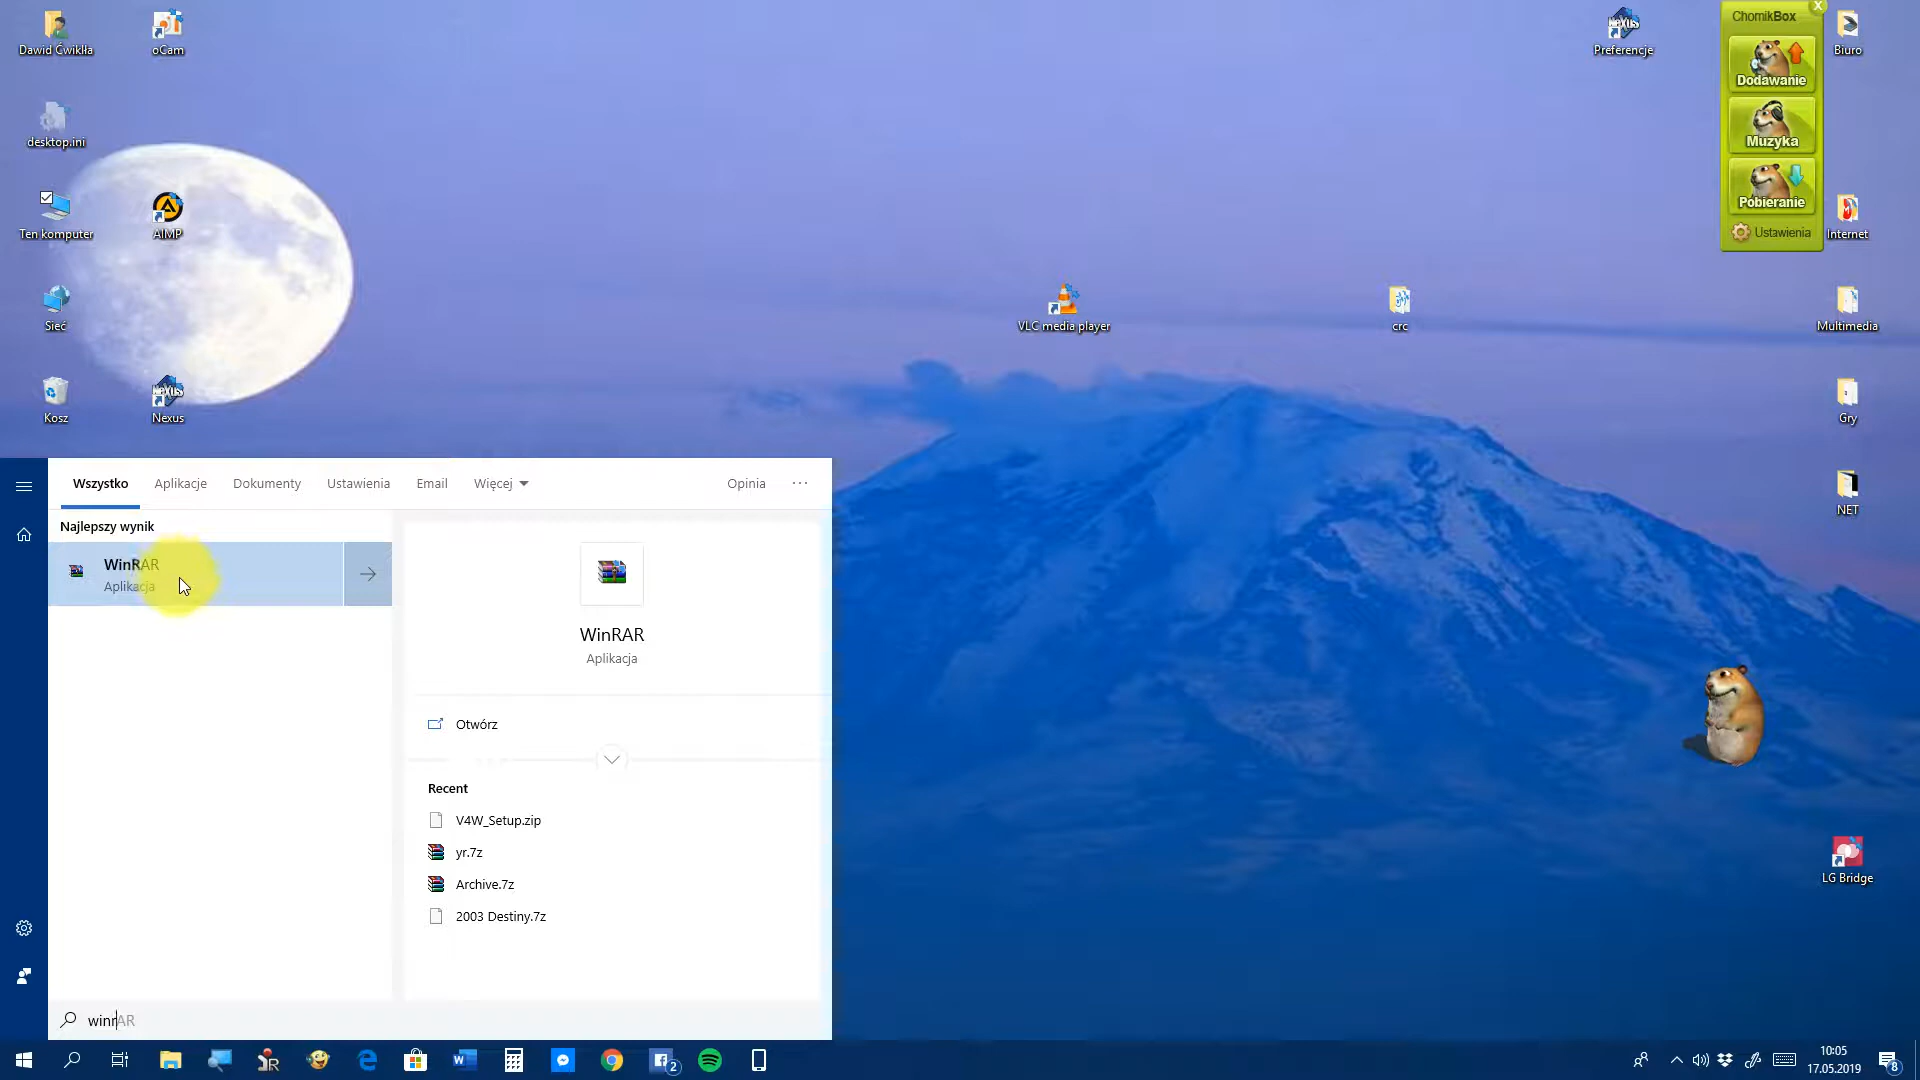 Dawid Ćwikłła
oCam
Preferencje
ChomikBox
X
Biuro
Dodawanie
desktop.ini
Muzyka
Pobieranie
Ten komputer
AIMP
Ustawienia
Internet
Sieć
VLC media player
crc
Multimedia
Kosz
Nexus
Gry
Wszystko
Aplikacje
Dokumenty
Ustawienia
Email
Więcej
Opinia
NET
Najlepszy wynik
WinRAR
Aplikacja
WinRAR
Aplikacja
Otwórz
Recent
V4W_Setup.zip
yr.7z
Archive.7z
2003 Destiny.7z
LG Bridge
winrAR
2
10:05
17.05.2019
8